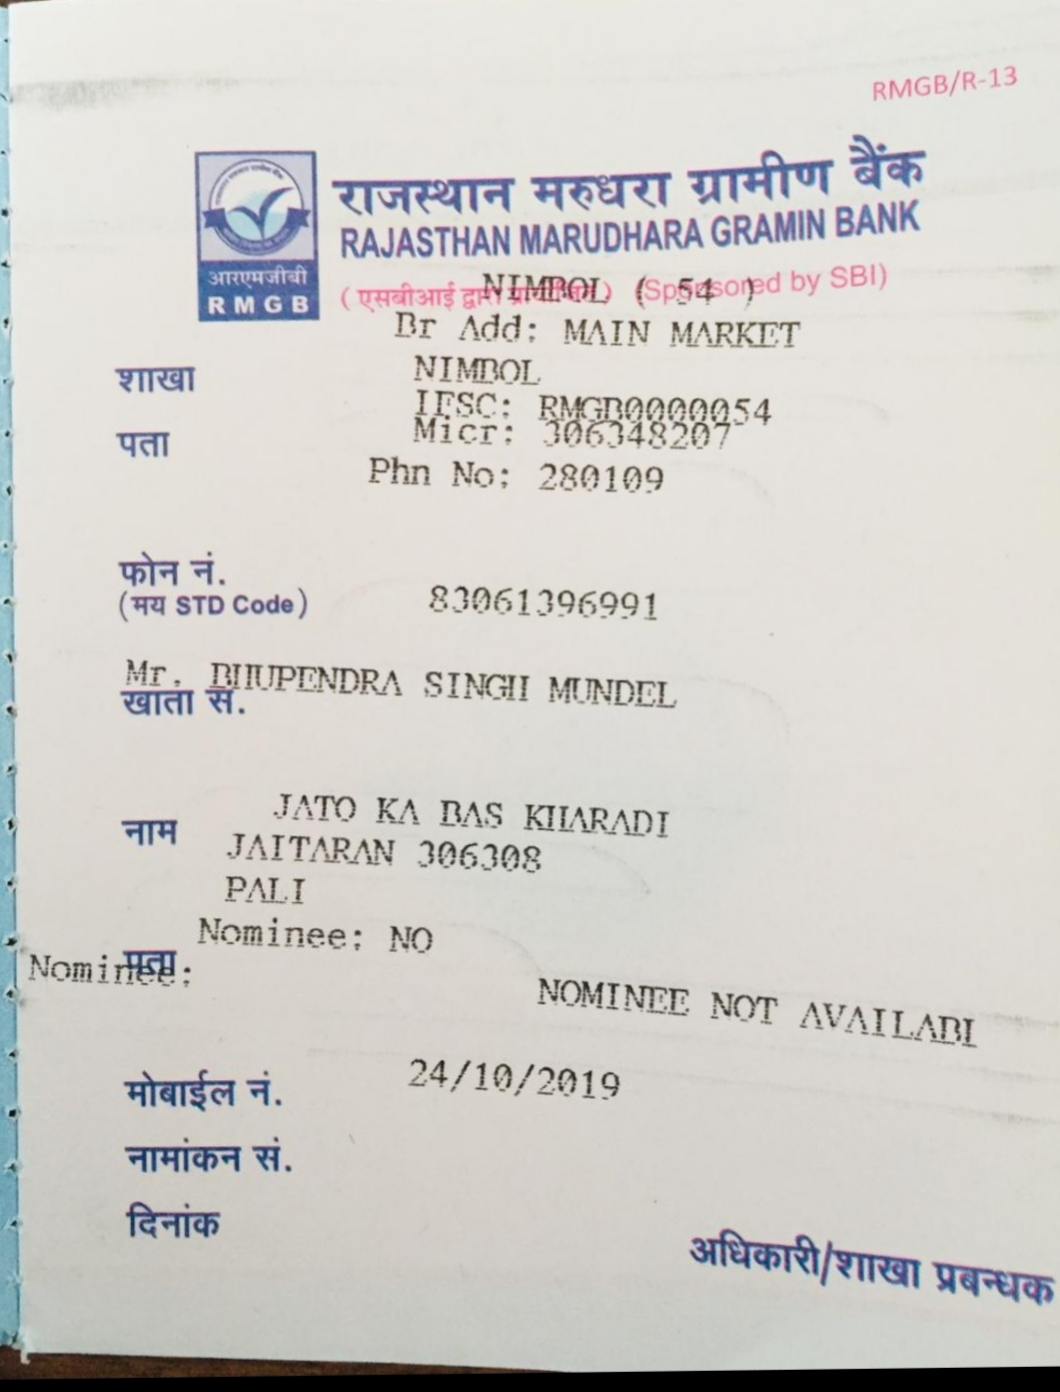 RMGB/R-13
राजस्थान मरुधरा ग्रामीण बैंक
RAJASTHAN MARUDHARA GRAMIN BANK
आरएमजीबी
RMGB
(एसबीआई द्वारा) (Sponsored by SBI)
NIMBOL ( 54 )
Br Add: MAIN MARKET
शाखा
NIMBOL
IFSC: RMGB0000054
पता
Micr: 306348207
Phn No: 280109
फोन नं.
(मय STD Code)
83061396991
Mr. BHUPENDRA SINGH MUNDEL
खाता सं.
JATO KA BAS KHARADI
नाम
JAITARAN 306308
PALI
Nominee: NO
पता
Nominee:
NOMINEE NOT AVAILABL
24/10/2019
मोबाईल नं.
नामांकन सं.
दिनांक
अधिकारी/शाखा प्रबन्धक